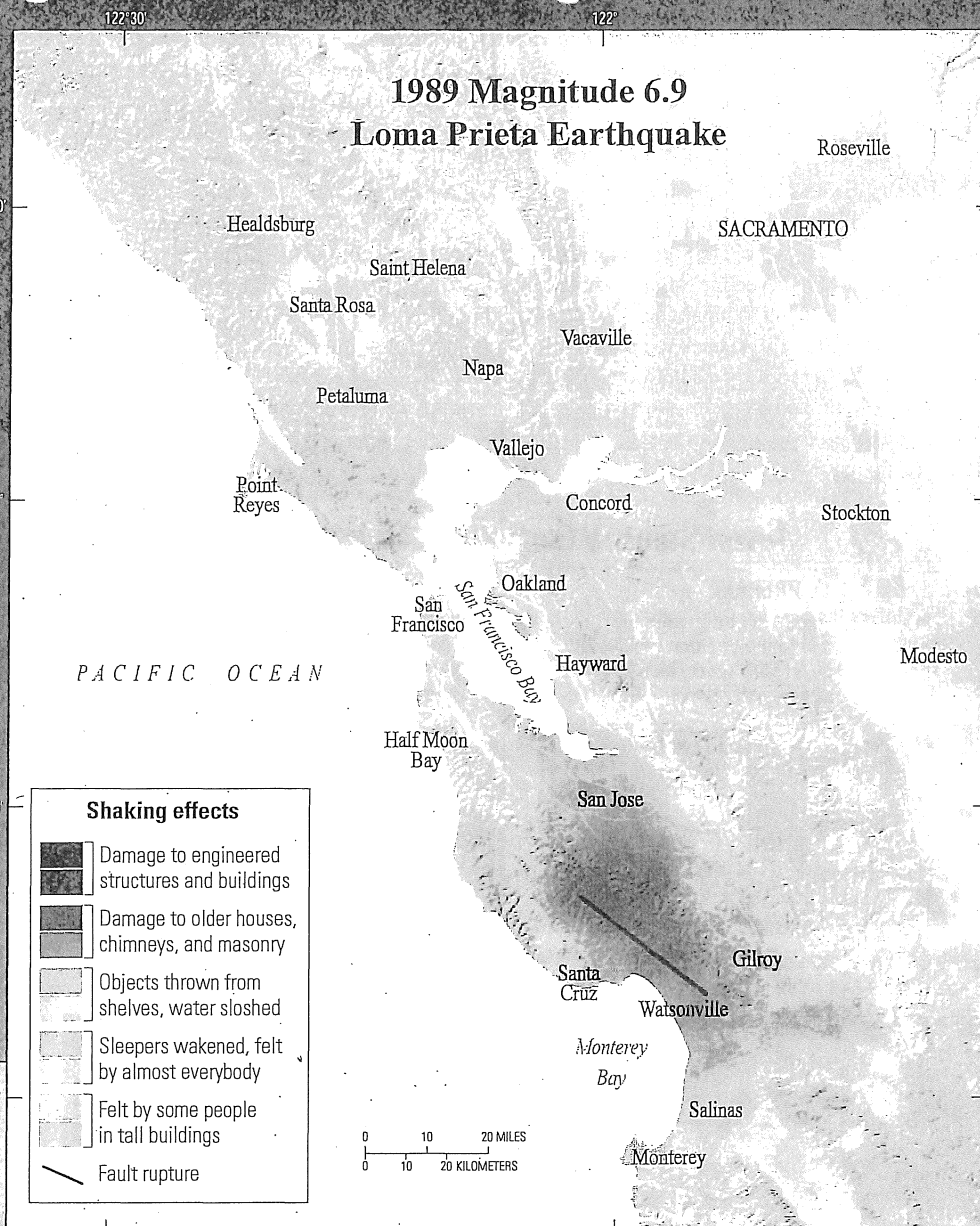 122°30'
122°
1989 Magnitude 6.9
Loma Prieta Earthquake
Roseville
Healdsburg
SACRAMENTO
Saint Helena
Santa Rosa
Vacaville
Napa
Petaluma
Vallejo
Point
Reyes
Concord
Stockton
Oakland
San
Francisco
San Francisco Bay
Hayward
Modesto
PACIFIC OCEAN
Half Moon
Bay
San Jose
Gilroy
Santa
Cruz
Watsonville
Monterey
Bay
Salinas
Monterey
Shaking effects
Damage to engineered
structures and buildings
Damage to older houses,
chimneys, and masonry
Objects thrown from
shelves, water sloshed
Sleepers wakened, felt
by almost everybody
Felt by some people
in tall buildings
Fault rupture
0 10 20 MILES
0 10 20 KILOMETERS